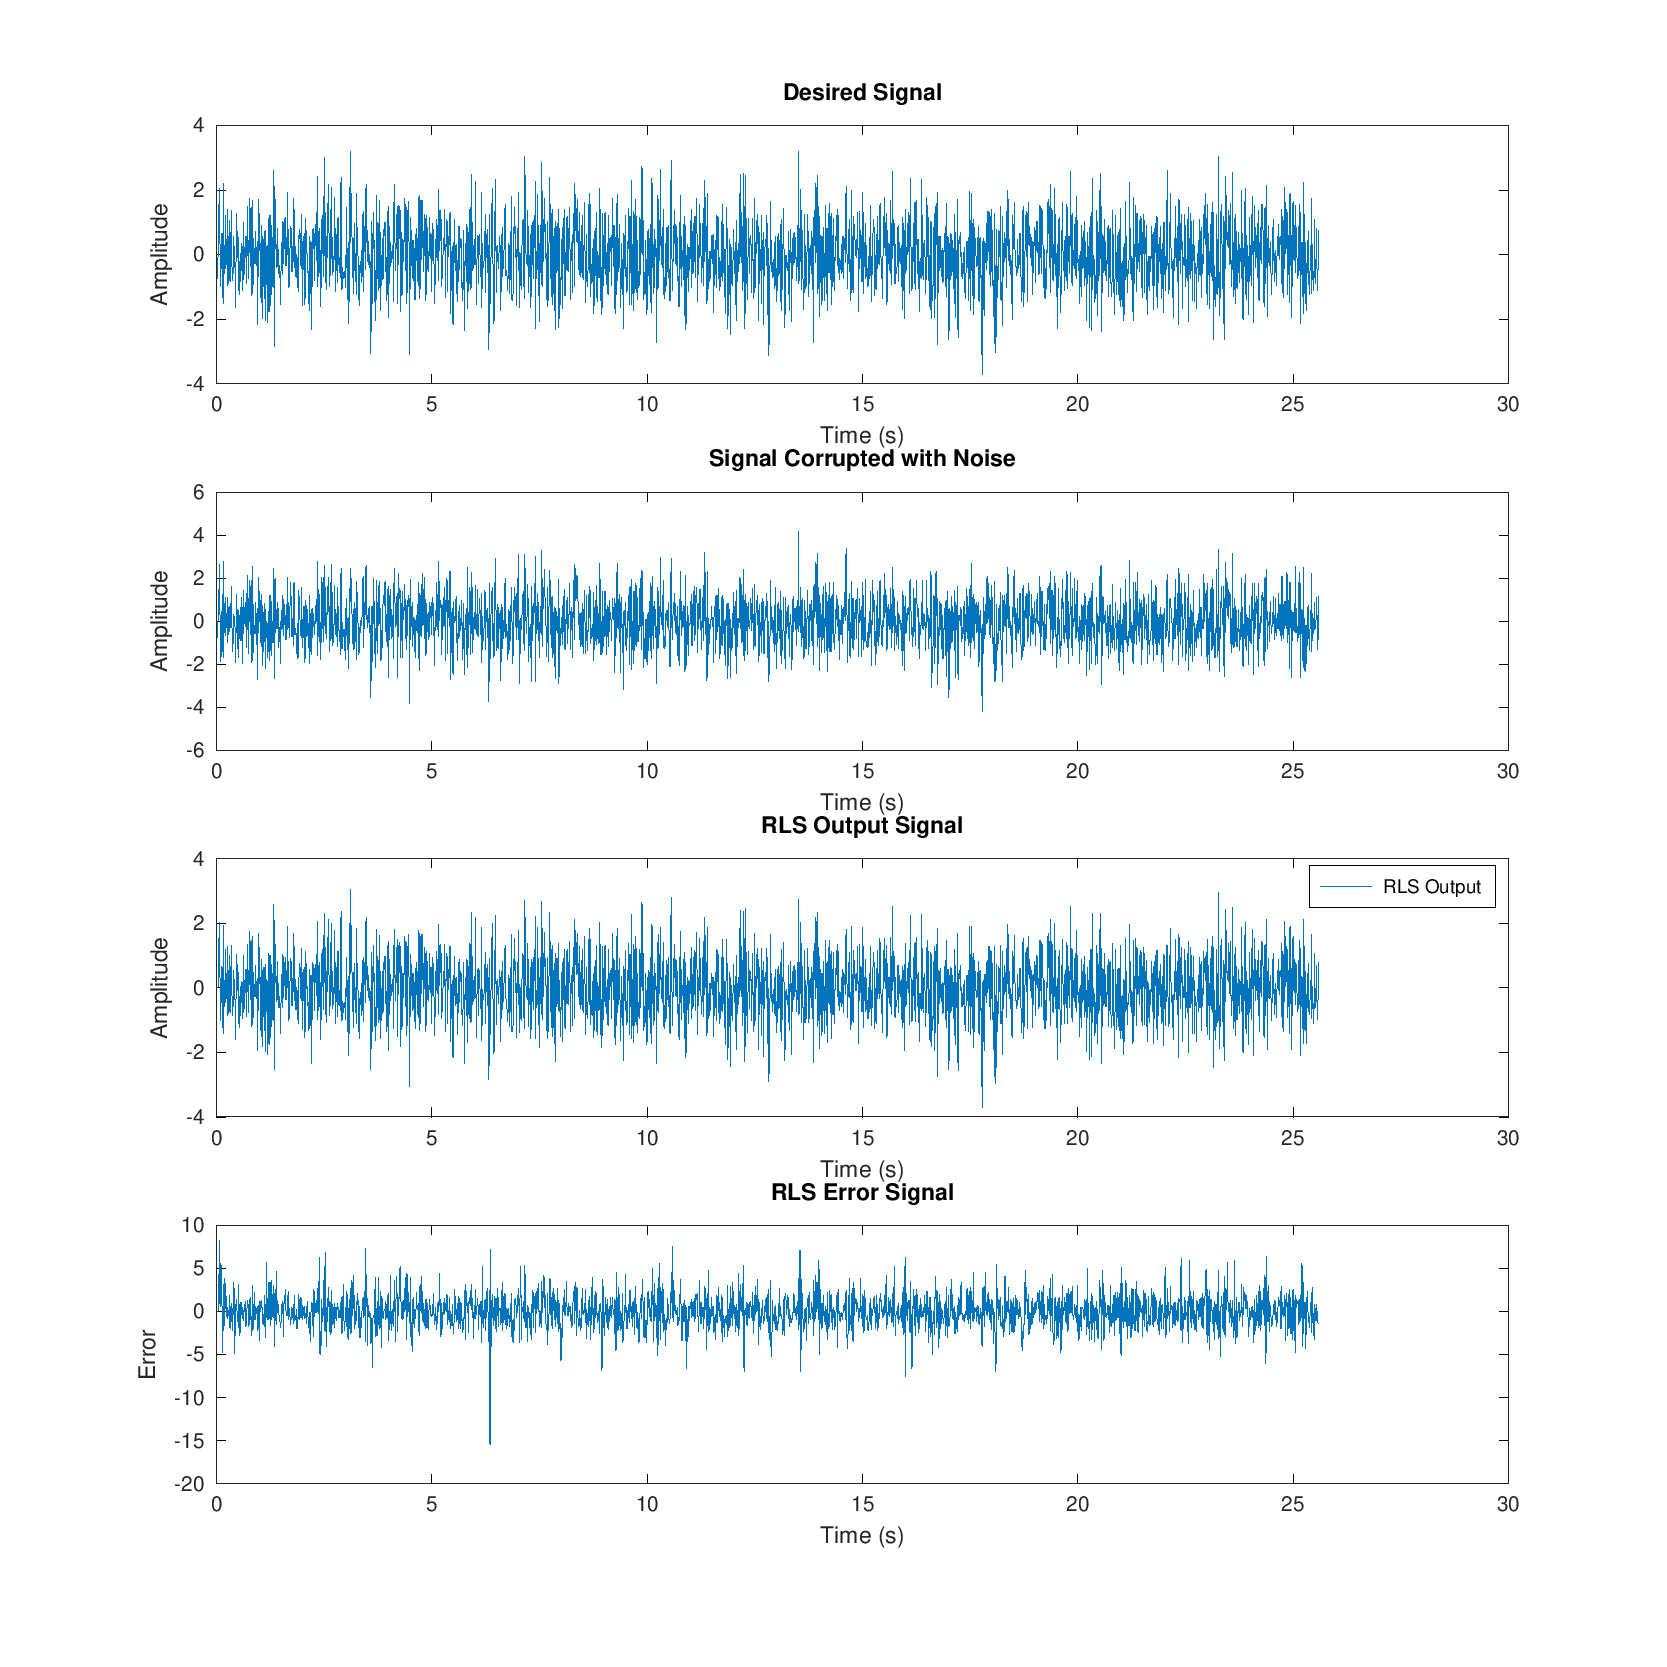 Desired Signal
4
2
0
-2
-4
Amplitude
0 5 10 15 20 25 30
Time (s)
Signal Corrupted with Noise
6
4
2
0
-2
-4
-6
Amplitude
0 5 10 15 20 25 30
Time (s)
RLS Output Signal
4
2
0
-2
-4
Amplitude
RLS Output
0 5 10 15 20 25 30
Time (s)
RLS Error Signal
10
5
0
-5
-10
-15
-20
Error
0 5 10 15 20 25 30
Time (s)